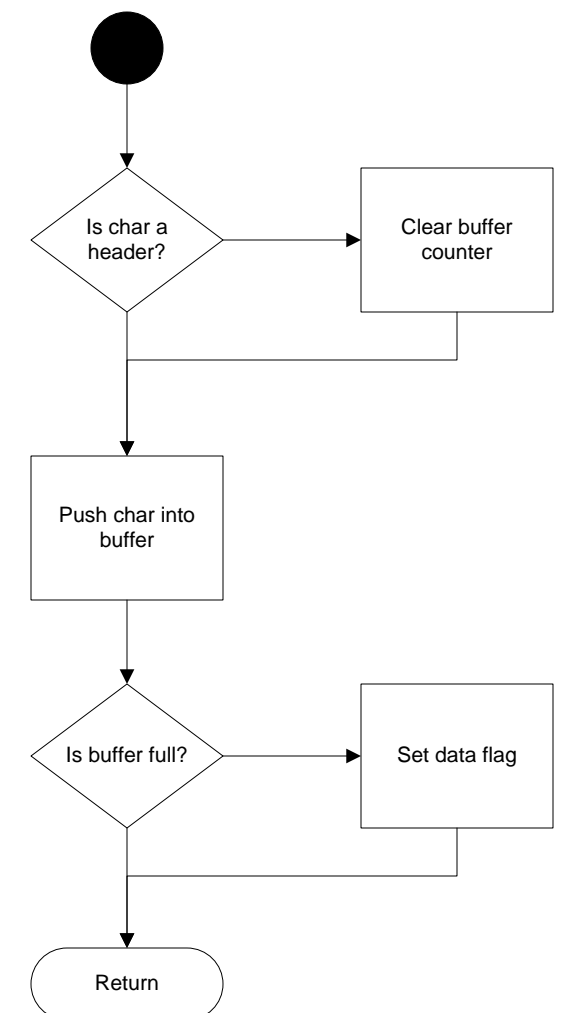 Is char a
header?
Clear buffer
counter
Push char into
buffer
Is buffer full?
Set data flag
Return